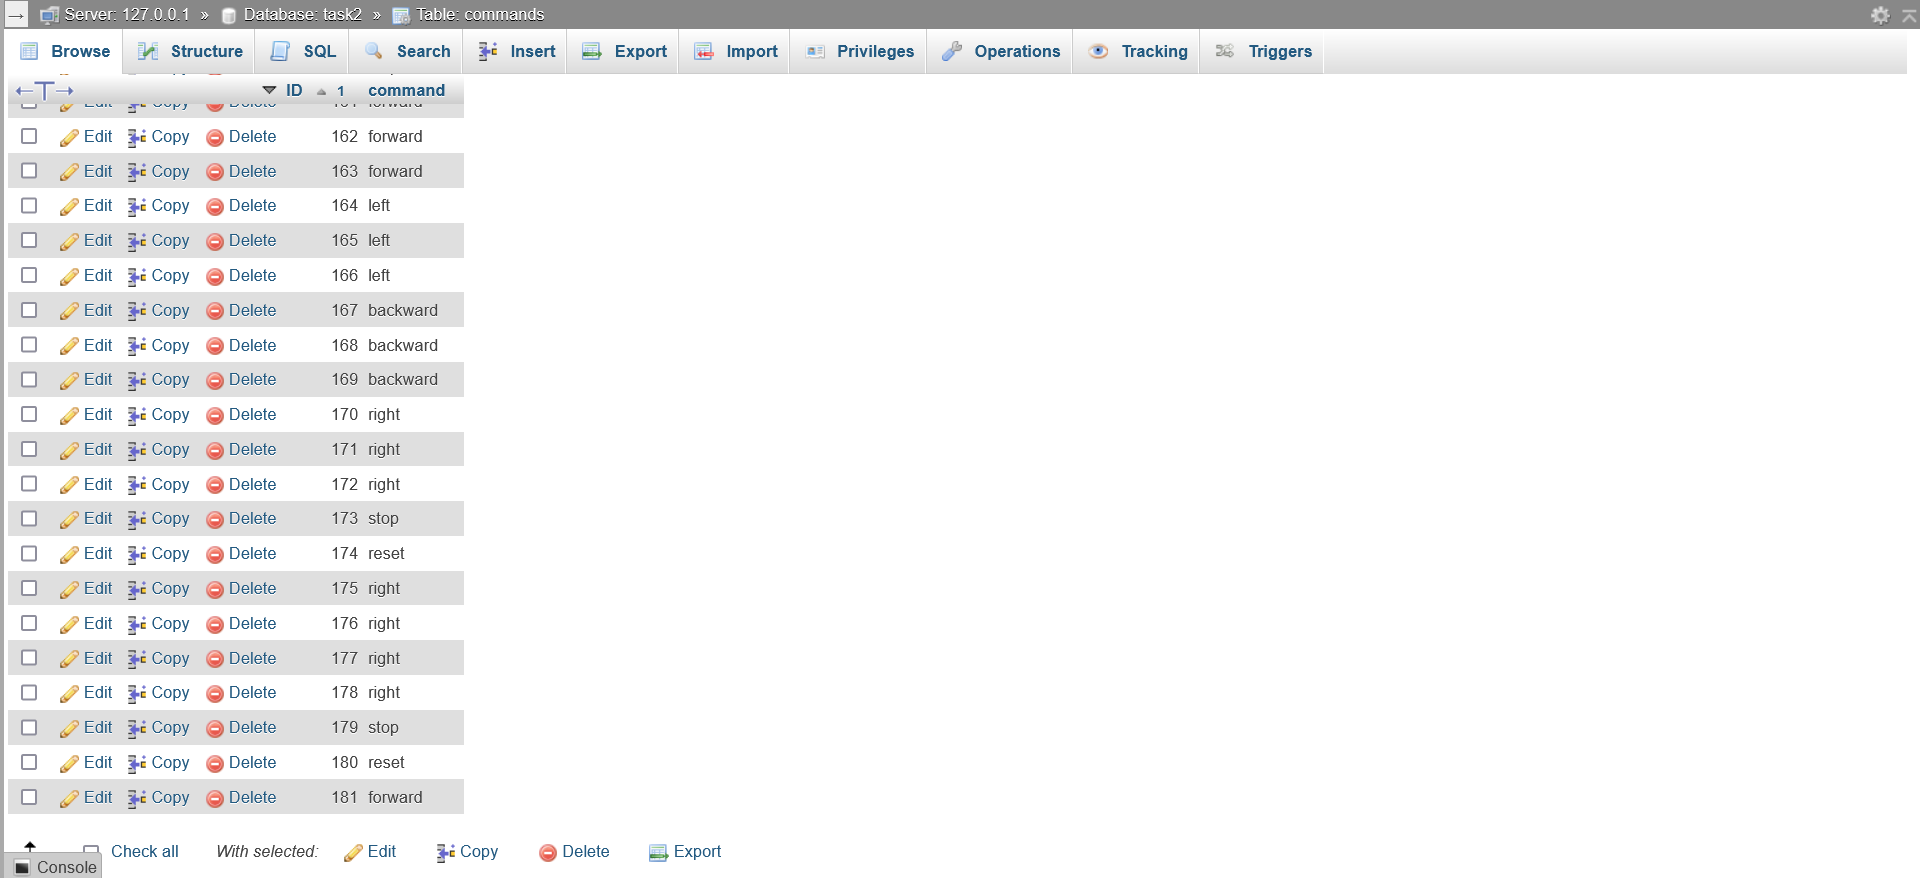 Server: 127.0.0.1 » Database: task2 » Table: commands
Browse Structure SQL Search Insert Export Import Privileges Operations Tracking Triggers
ID 1 command
Edit Copy Delete 161 forward
Edit Copy Delete 162 forward
Edit Copy Delete 163 forward
Edit Copy Delete 164 left
Edit Copy Delete 165 left
Edit Copy Delete 166 left
Edit Copy Delete 167 backward
Edit Copy Delete 168 backward
Edit Copy Delete 169 backward
Edit Copy Delete 170 right
Edit Copy Delete 171 right
Edit Copy Delete 172 right
Edit Copy Delete 173 stop
Edit Copy Delete 174 reset
Edit Copy Delete 175 right
Edit Copy Delete 176 right
Edit Copy Delete 177 right
Edit Copy Delete 178 right
Edit Copy Delete 179 stop
Edit Copy Delete 180 reset
Edit Copy Delete 181 forward
Check all With selected: Edit Copy Delete Export
Console